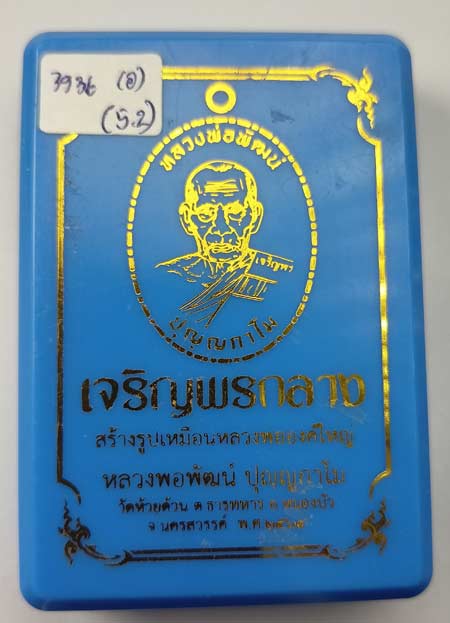 3936 (อ)
(5.2)
หลวงพ่อพัฒน์
เจริญพร
ปุญญกาโม
เจริญพรกลาง
สร้างรูปเหมือนหลวงพ่อองค์ใหญ่
หลวงพ่อพัฒน์ ปุญญกาโม
วัดห้วยด้วน ต.ธารทหาร อ.หนองบัว
จ.นครสวรรค์ พ.ศ.